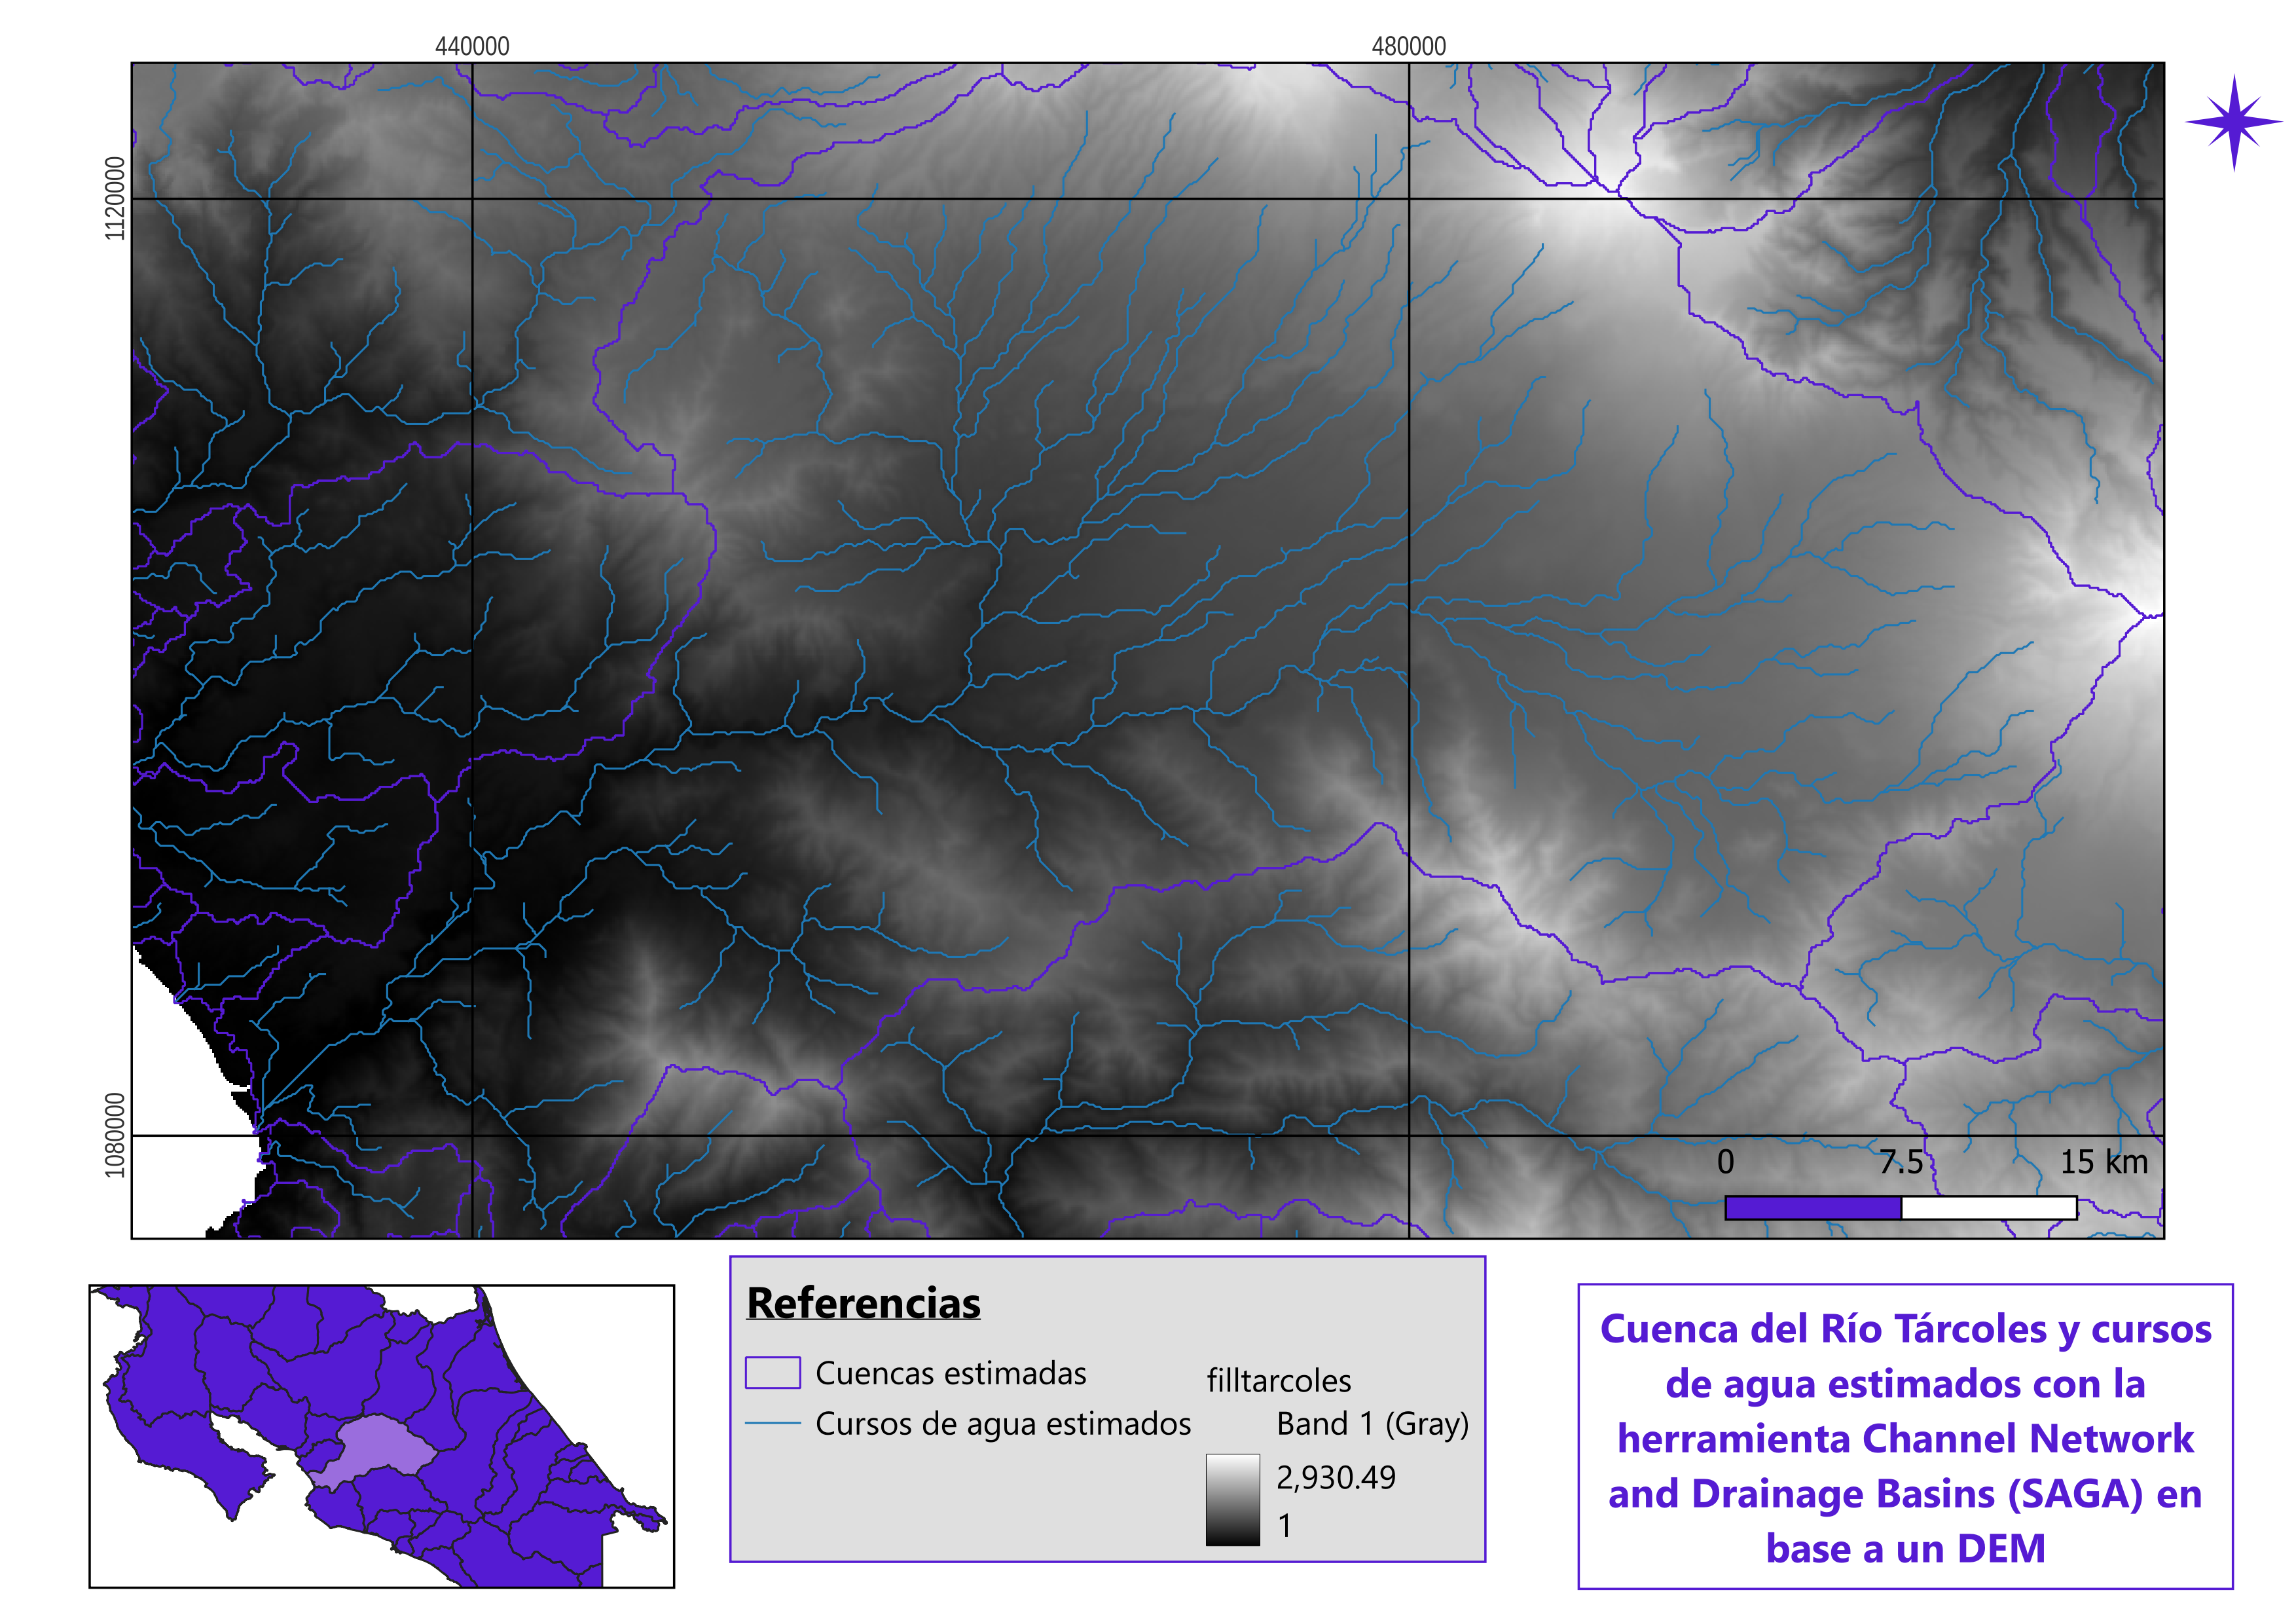 440000
480000
1120000
1080000
0 7.5 15 km
Referencias
Cuencas estimadas
Cursos de agua estimados
filltarcoles
Band 1 (Gray)
2,930.49
1
Cuenca del Río Tárcoles y cursos
de agua estimados con la
herramienta Channel Network
and Drainage Basins (SAGA) en
base a un DEM